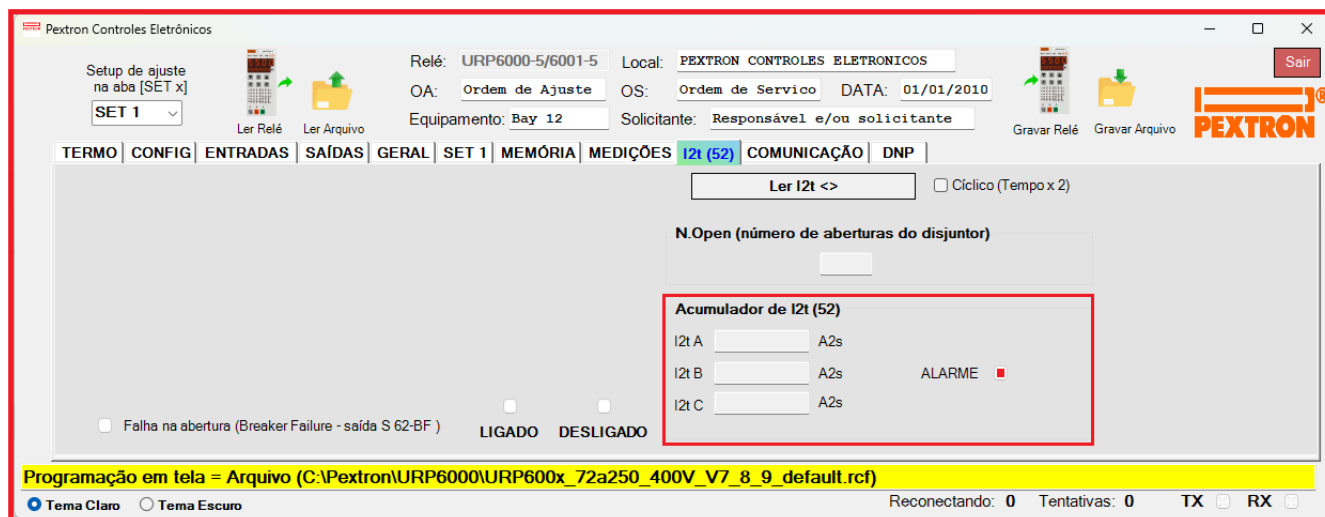 Pextron Controles Eletrônicos
Setup de ajuste
na aba [SET x]
SET 1
Ler Relé
Ler Arquivo
Relé: URP6000-5/6001-5 Local: PEXTRON CONTROLES ELETRONICOS
OA: Ordem de Ajuste OS: Ordem de Servico DATA: 01/01/2010
Equipamento: Bay 12 Solicitante: Responsável e/ou solicitante
Gravar Relé
Gravar Arquivo
Sair
PEXTRON
TERMO CONFIG ENTRADAS SAÍDAS GERAL SET 1 MEMÓRIA MEDIÇÕES I2t (52) COMUNICAÇÃO DNP
Ler I2t <> Cíclico (Tempo x 2)
N.Open (número de aberturas do disjuntor)
Acumulador de I2t (52)
I2t A A2s
I2t B A2s ALARME
I2t C A2s
Falha na abertura (Breaker Failure - saída S 62-BF ) LIGADO DESLIGADO
Programação em tela = Arquivo (C:\Pextron\URP6000\URP600x_72a250_400V_V7_8_9_default.rcf)
Tema Claro Tema Escuro Reconectando: 0 Tentativas: 0 TX RX